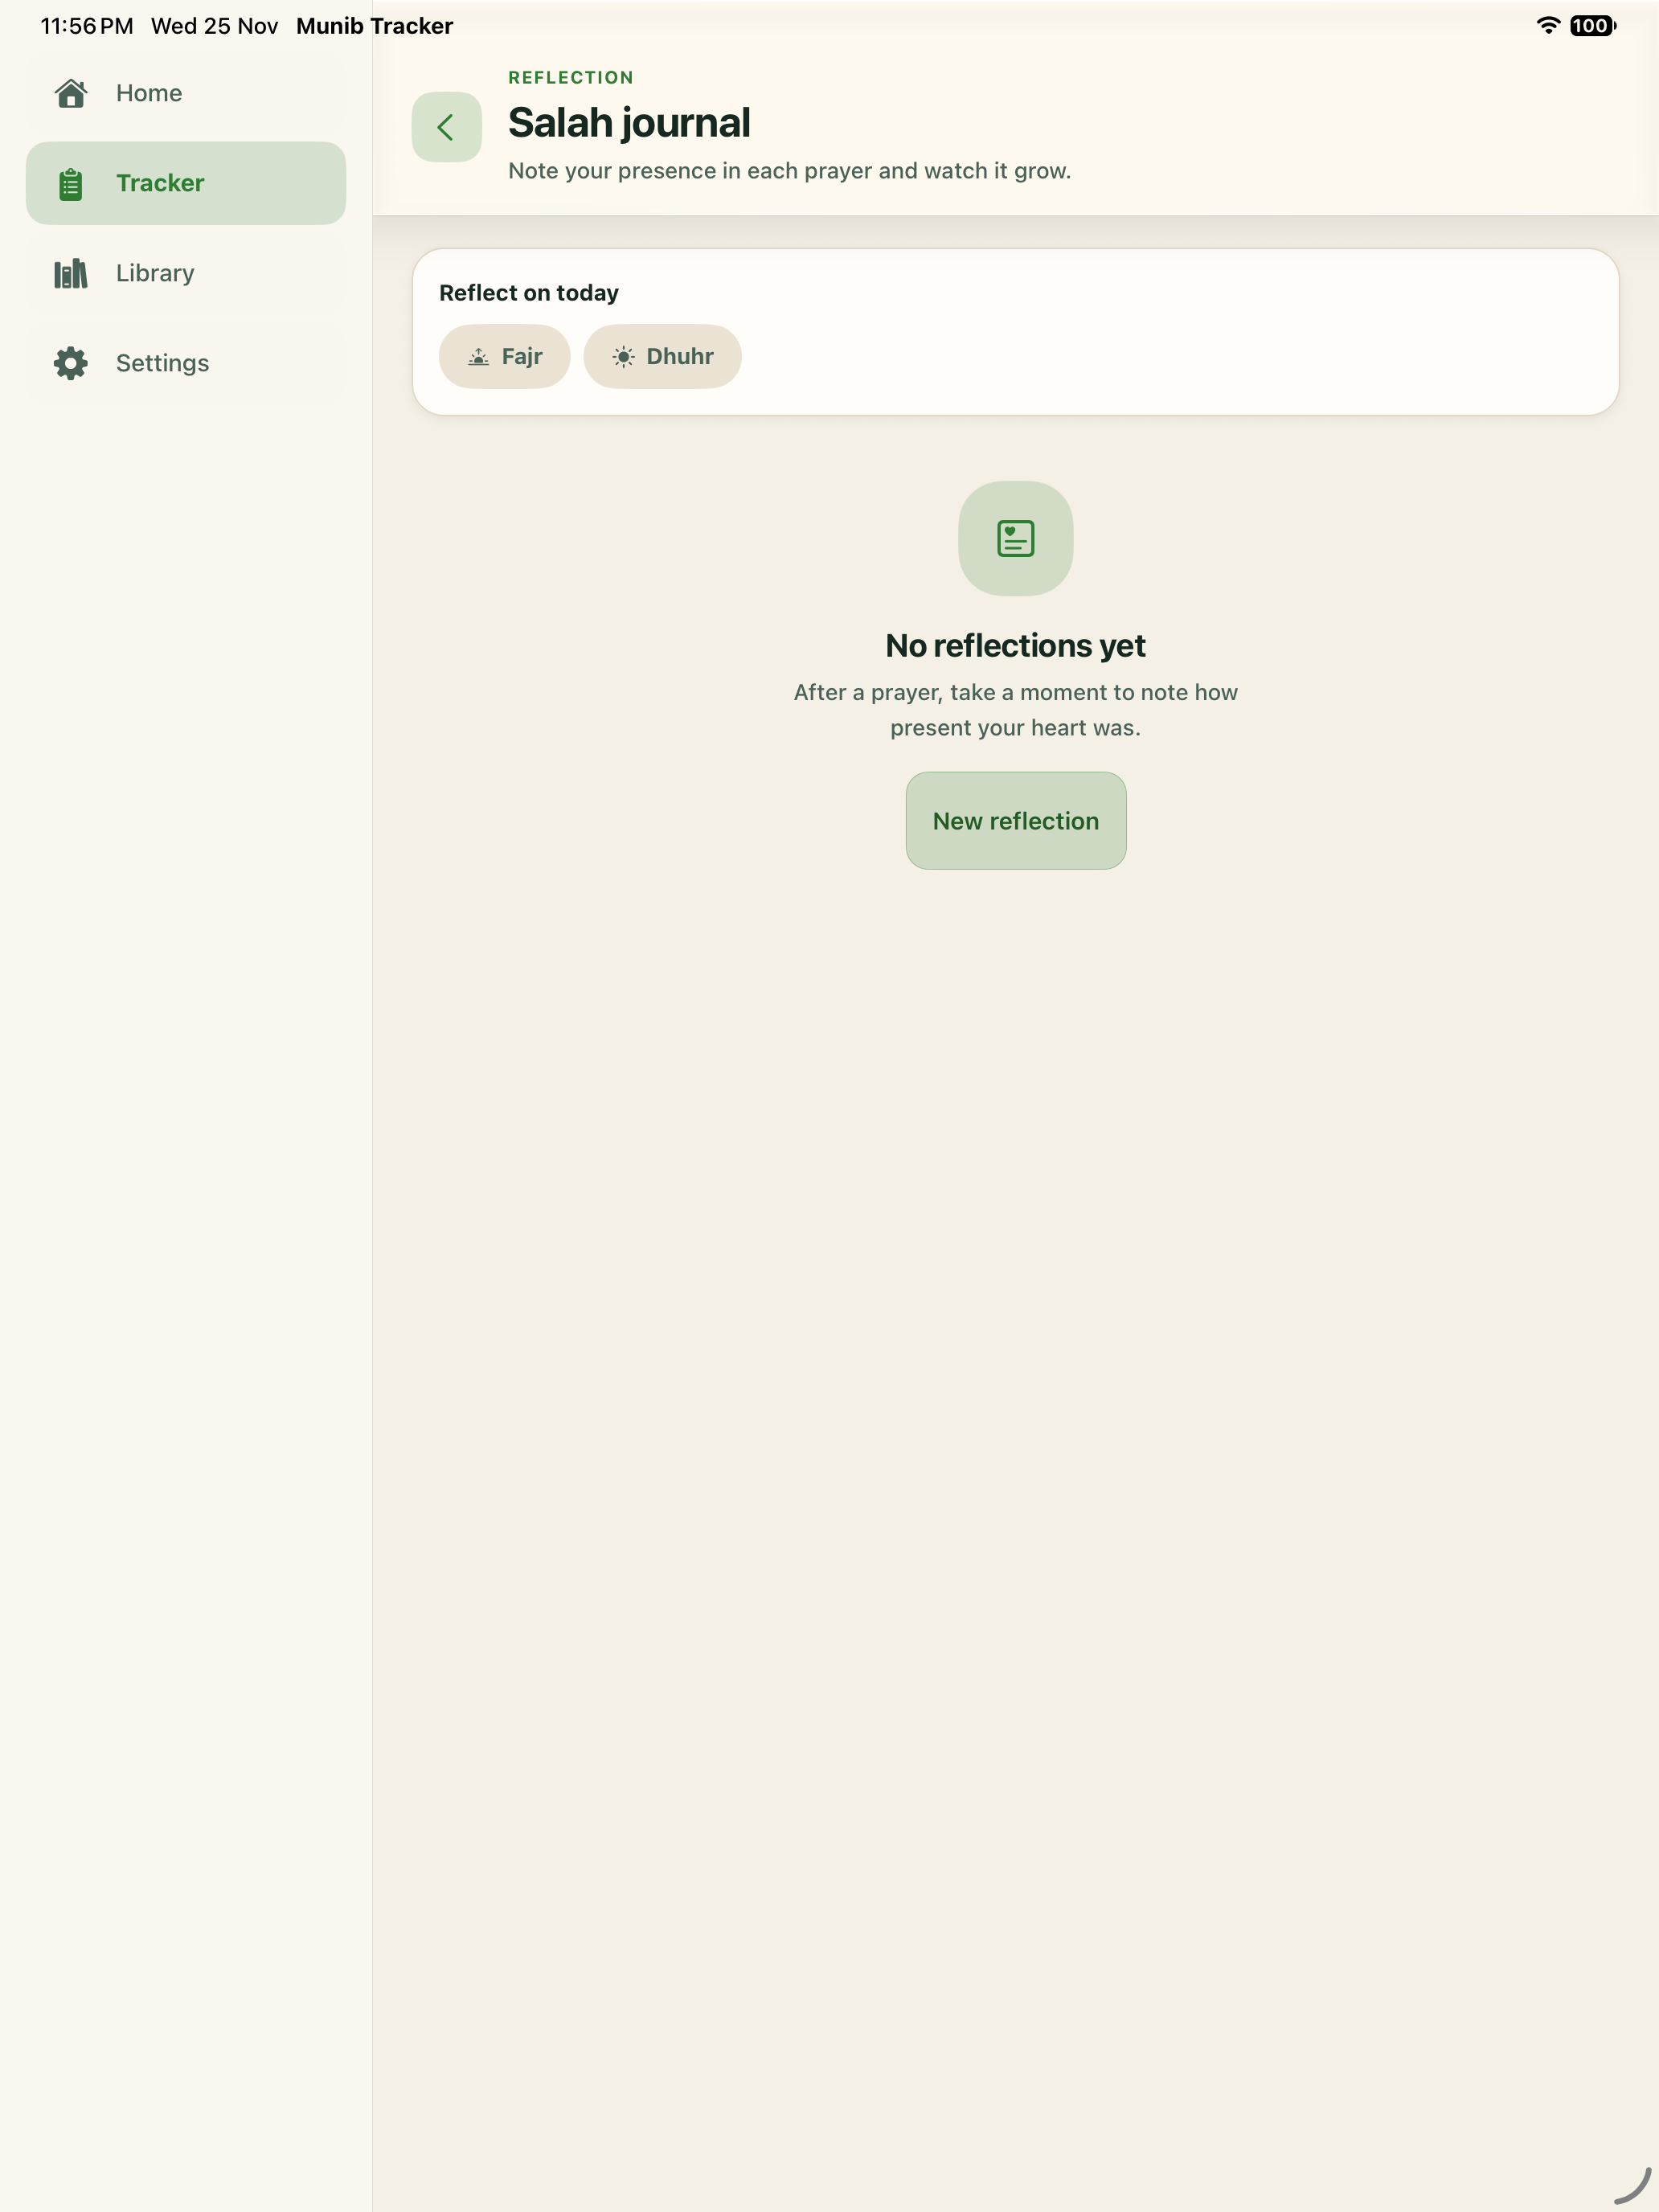 11:56 PM Wed 25 Nov Munib Tracker
100
Home
Tracker
Library
Settings
REFLECTION
Salah journal
Note your presence in each prayer and watch it grow.
Reflect on today
Fajr
Dhuhr
No reflections yet
After a prayer, take a moment to note how
present your heart was.
New reflection